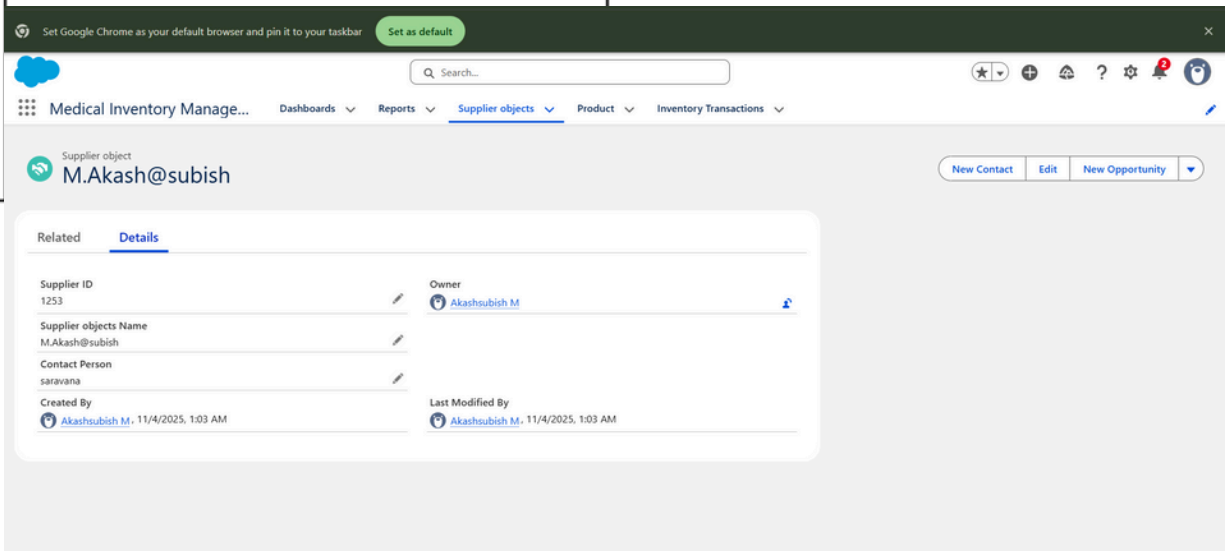 Set Google Chrome as your default browser and pin it to your taskbar Set as default
Search...
2
Medical Inventory Manage... Dashboards Reports Supplier objects Product Inventory Transactions
Supplier object
M.Akash@subish
New Contact Edit New Opportunity
Related Details
Supplier ID Owner
1253 Akashsubish M
Supplier objects Name
M.Akash@subish
Contact Person
saravana
Created By Last Modified By
Akashsubish M, 11/4/2025, 1:03 AM Akashsubish M, 11/4/2025, 1:03 AM